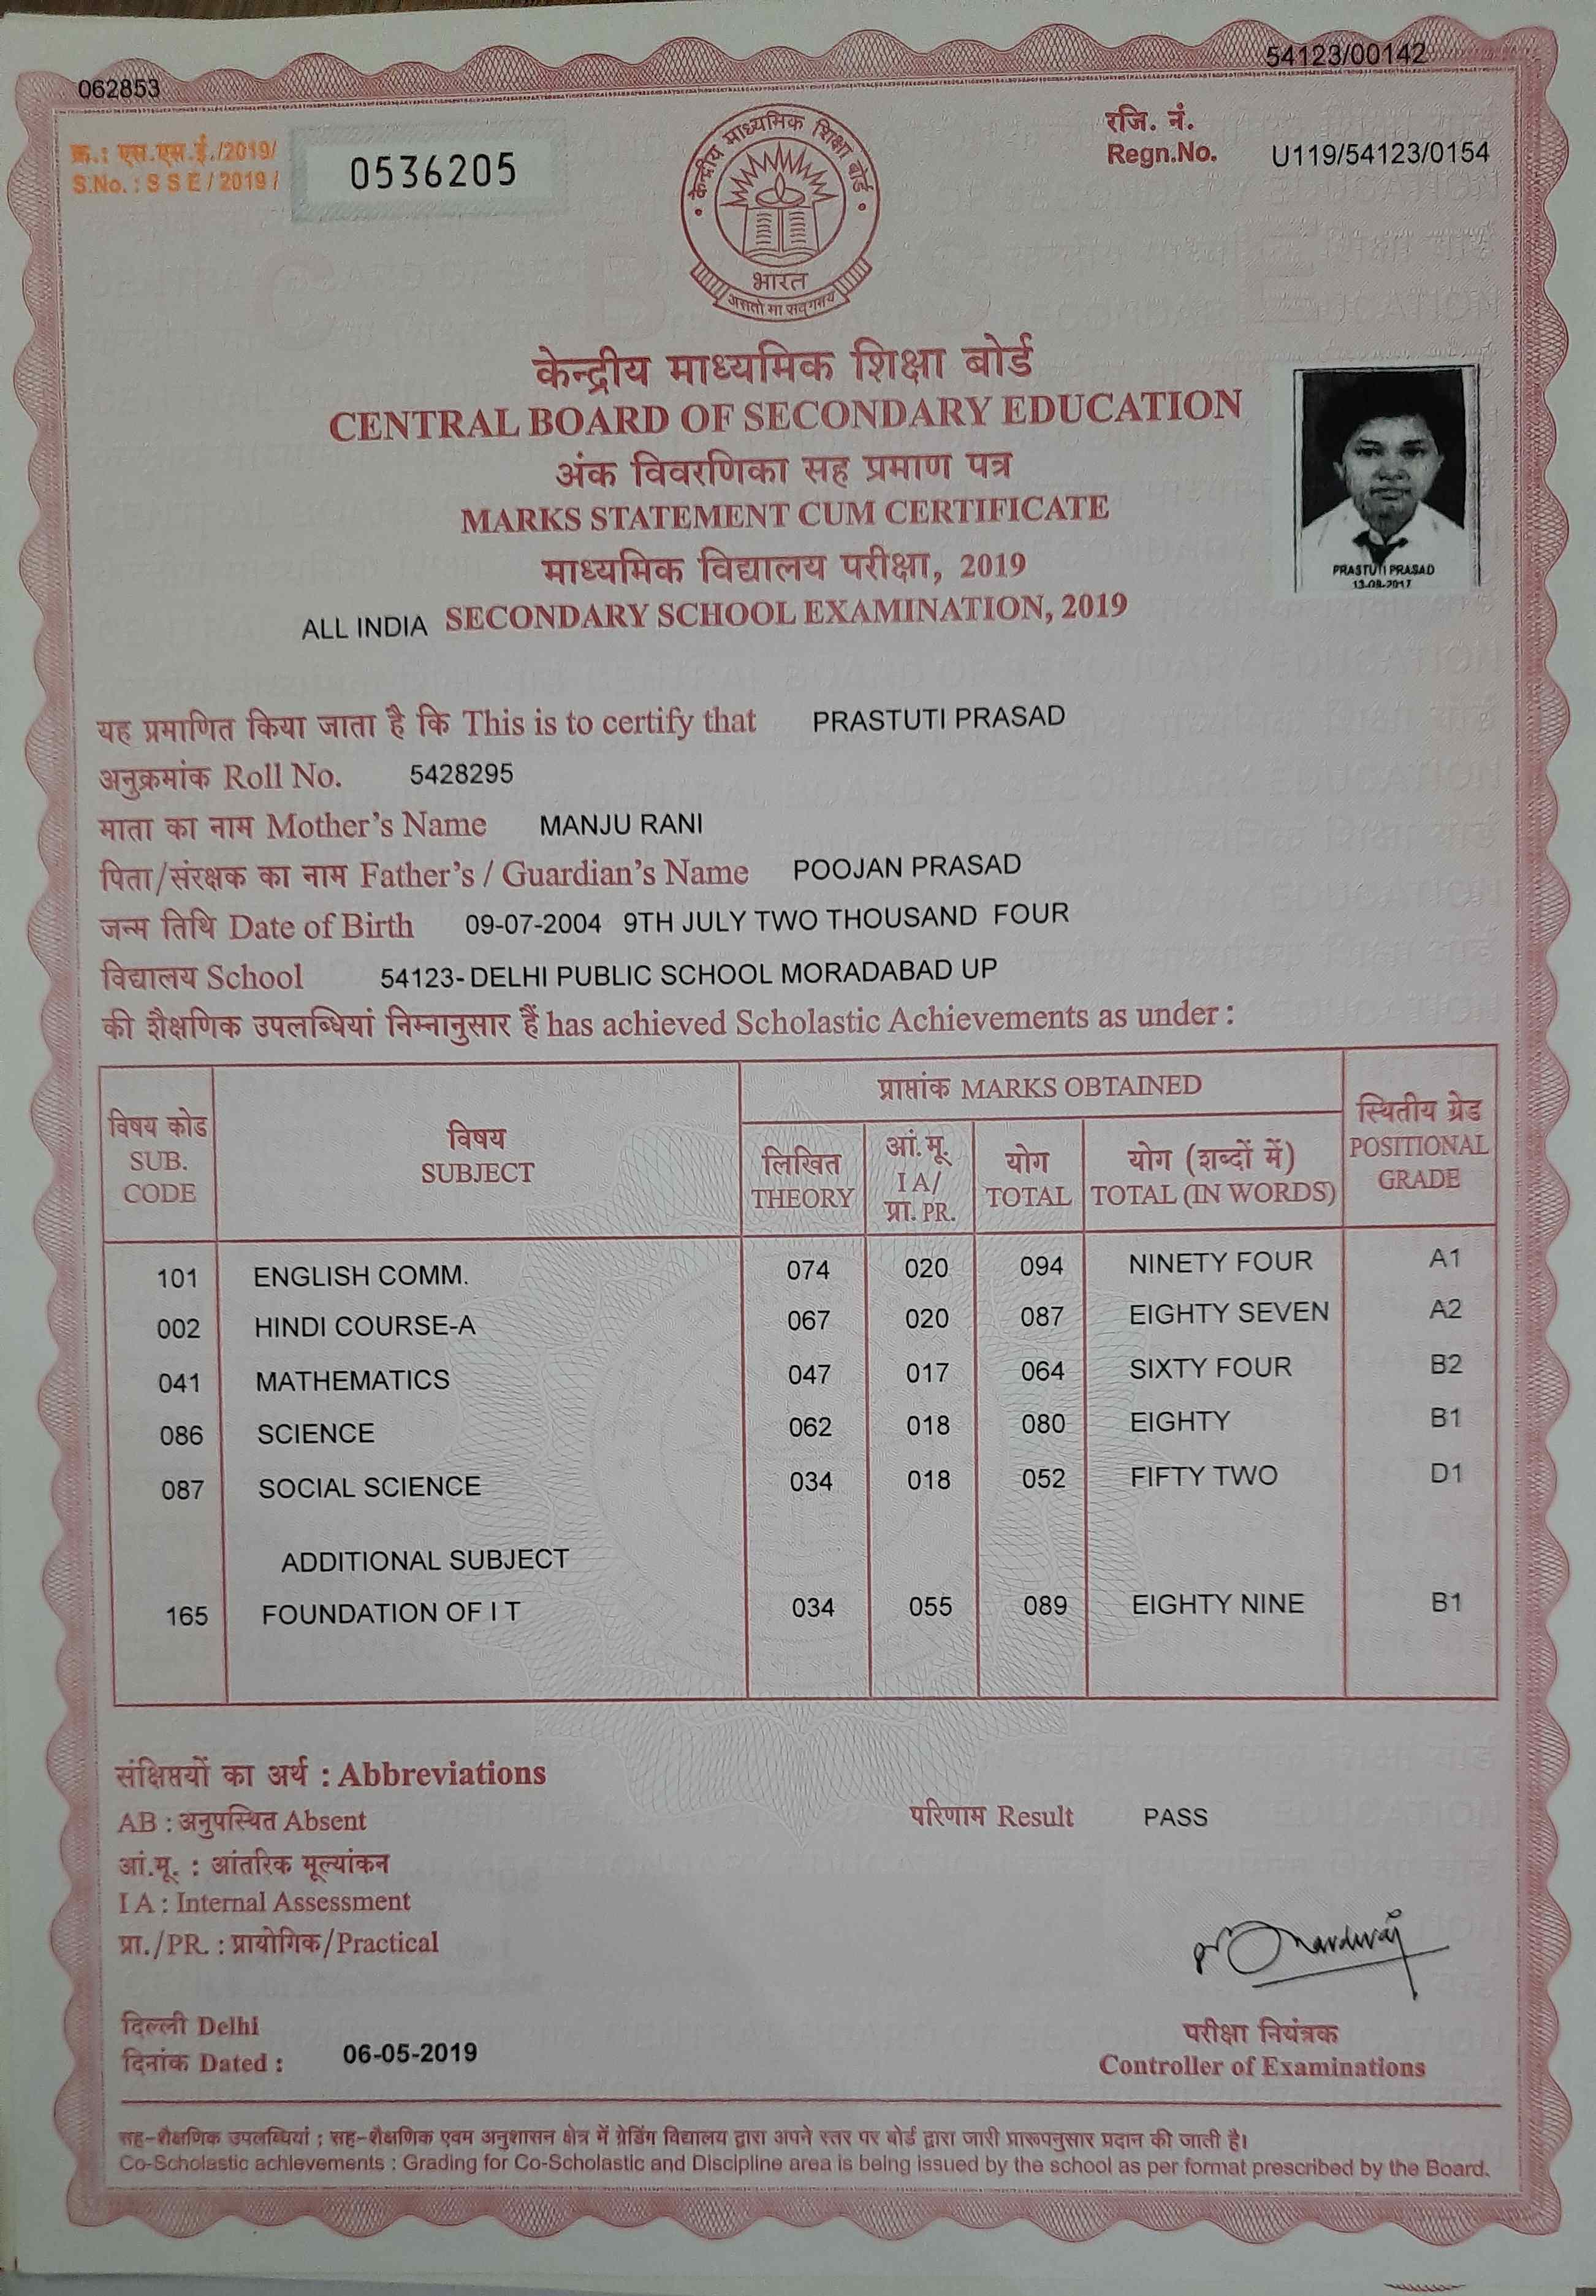 062853
54123/00142
क्र.: एस.एस.ई./2019/
S.No. : S S E / 2019 /
0536205
रजि. नं.
Regn.No. U119/54123/0154
केन्द्रीय माध्यमिक शिक्षा बोर्ड
भारत
असतो मा सद्गमय
C B S E
केन्द्रीय माध्यमिक शिक्षा बोर्ड
CENTRAL BOARD OF SECONDARY EDUCATION
अंक विवरणिका सह प्रमाण पत्र
MARKS STATEMENT CUM CERTIFICATE
माध्यमिक विद्यालय परीक्षा, 2019
ALL INDIA SECONDARY SCHOOL EXAMINATION, 2019
PRASTUTI PRASAD
13-08-2017
यह प्रमाणित किया जाता है कि This is to certify that PRASTUTI PRASAD
अनुक्रमांक Roll No. 5428295
माता का नाम Mother's Name MANJU RANI
पिता/संरक्षक का नाम Father's / Guardian's Name POOJAN PRASAD
जन्म तिथि Date of Birth 09-07-2004 9TH JULY TWO THOUSAND FOUR
विद्यालय School 54123- DELHI PUBLIC SCHOOL MORADABAD UP
की शैक्षणिक उपलब्धियां निम्नानुसार हैं has achieved Scholastic Achievements as under :
विषय कोड
SUB.
CODE
विषय
SUBJECT
प्राप्तांक MARKS OBTAINED
लिखित
THEORY
आं.मू.
I A/
प्रा. PR.
योग
TOTAL
योग (शब्दों में)
TOTAL (IN WORDS)
स्थितीय ग्रेड
POSITIONAL
GRADE
101 ENGLISH COMM. 074 020 094 NINETY FOUR A1
002 HINDI COURSE-A 067 020 087 EIGHTY SEVEN A2
041 MATHEMATICS 047 017 064 SIXTY FOUR B2
086 SCIENCE 062 018 080 EIGHTY B1
087 SOCIAL SCIENCE 034 018 052 FIFTY TWO D1
ADDITIONAL SUBJECT
165 FOUNDATION OF I T 034 055 089 EIGHTY NINE B1
संक्षिप्तयों का अर्थ : Abbreviations
AB : अनुपस्थित Absent
परिणाम Result PASS
आं.मू. : आंतरिक मूल्यांकन
I A : Internal Assessment
प्रा./PR. : प्रायोगिक/Practical
दिल्ली Delhi
दिनांक Dated : 06-05-2019
परीक्षा नियंत्रक
Controller of Examinations
सह-शैक्षणिक उपलब्धियां ; सह-शैक्षणिक एवम अनुशासन क्षेत्र में ग्रेडिंग विद्यालय द्वारा अपने स्तर पर बोर्ड द्वारा जारी प्रारूपनुसार प्रदान की जाती है।
Co-Scholastic achievements : Grading for Co-Scholastic and Discipline area is being issued by the school as per format prescribed by the Board.